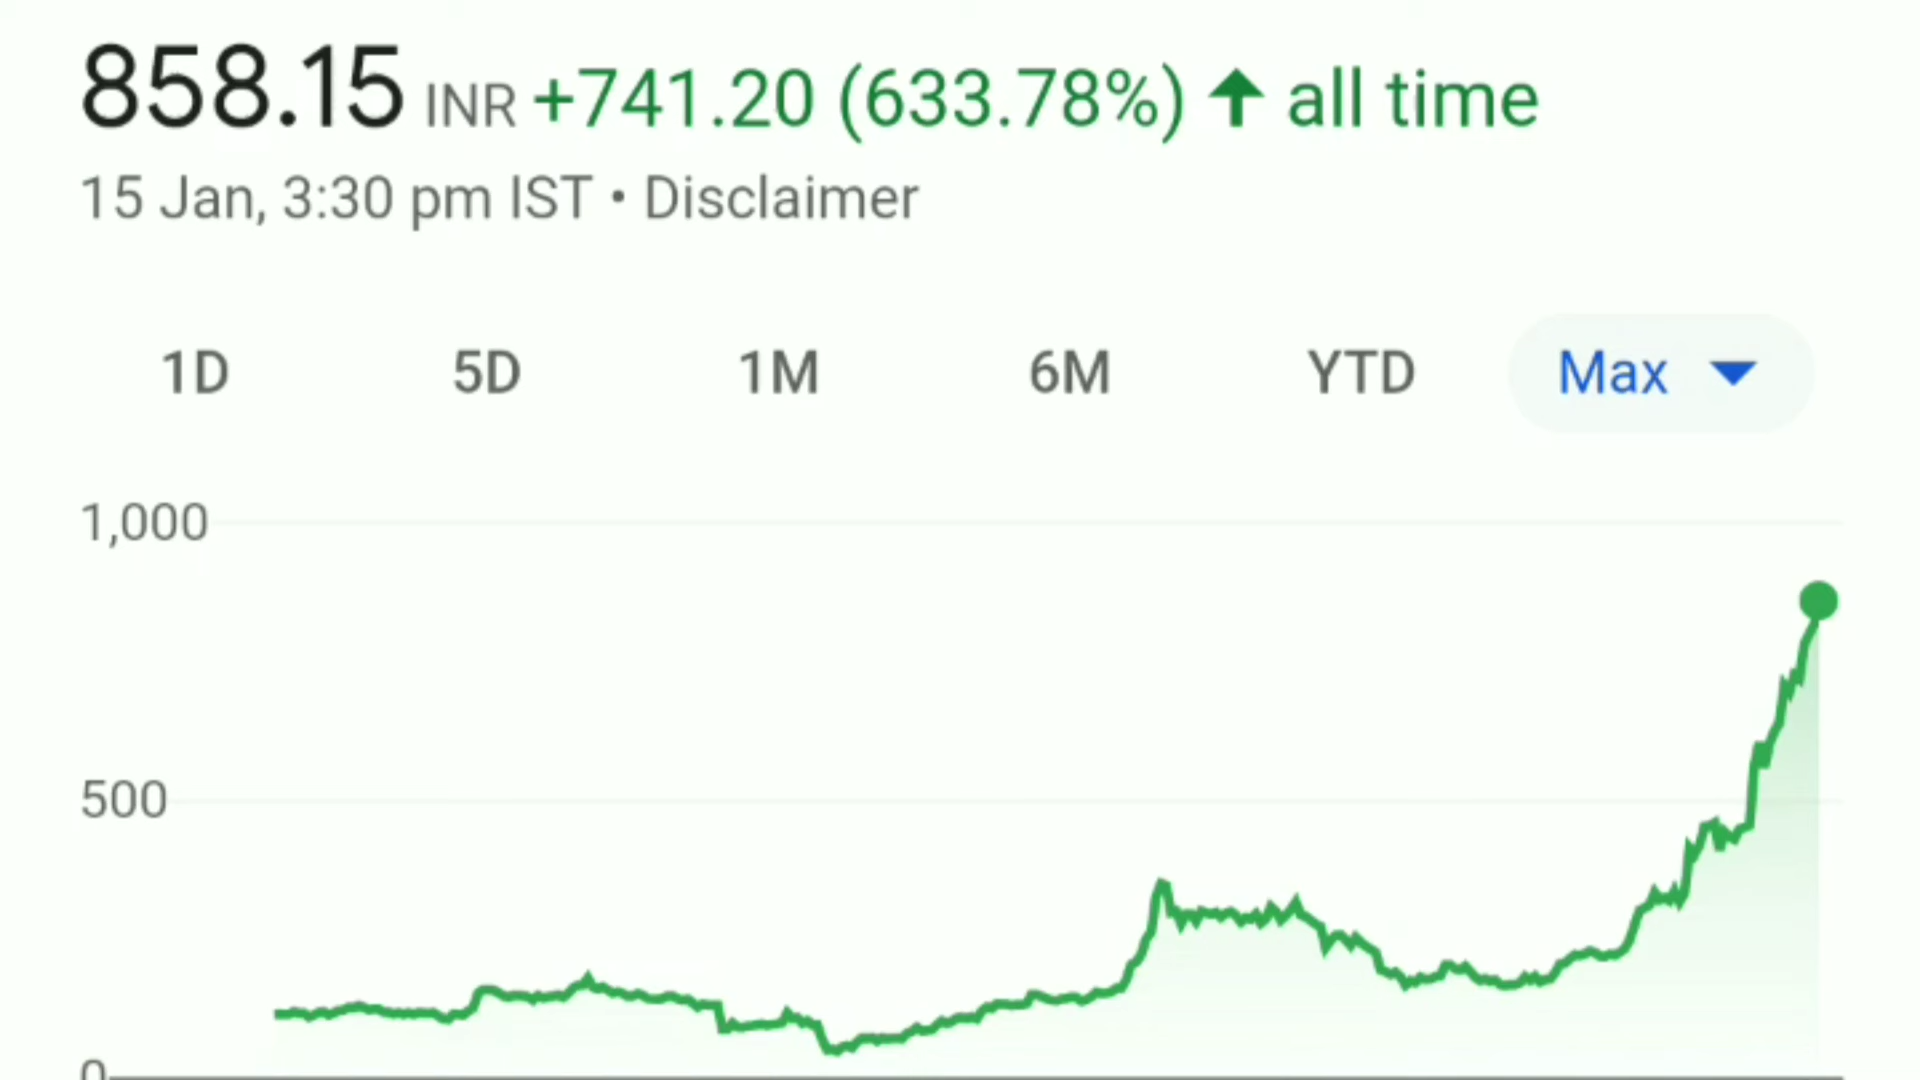 858.15 INR +741.20 (633.78%) ↑ all time
15 Jan, 3:30 pm IST • Disclaimer
1D 5D 1M 6M YTD Max
1,000
500
0